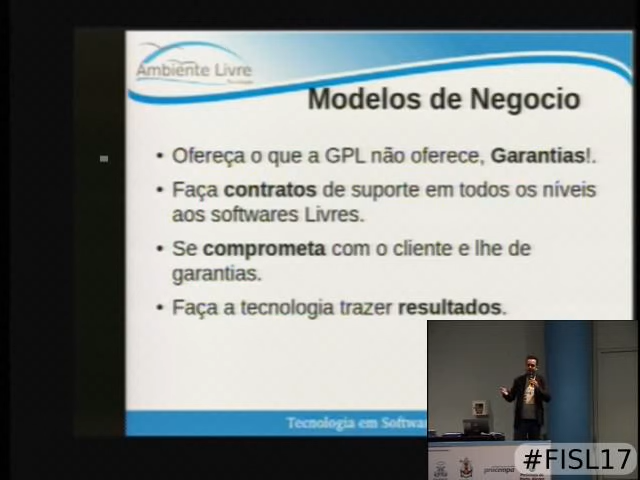 Ambiente Livre
Modelos de Negocio
• Ofereça o que a GPL não oferece, Garantias!.
• Faça contratos de suporte em todos os níveis
aos softwares Livres.
• Se comprometa com o cliente e lhe de
garantias.
• Faça a tecnologia trazer resultados.
Tecnologia em Softwa
procempa
#FISL17